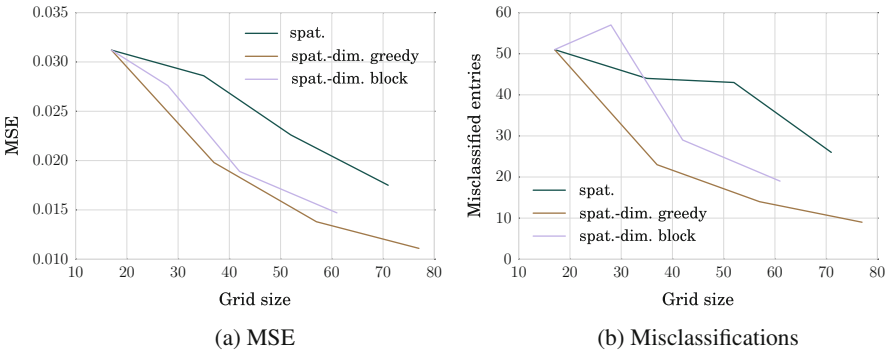 0.035
0.030
0.025
0.020
0.015
0.010
MSE
10 20 30 40 50 60 70 80
Grid size
spat.
spat.-dim. greedy
spat.-dim. block
(a) MSE
60
50
40
30
20
10
0
Misclassified entries
10 20 30 40 50 60 70 80
Grid size
spat.
spat.-dim. greedy
spat.-dim. block
(b) Misclassifications